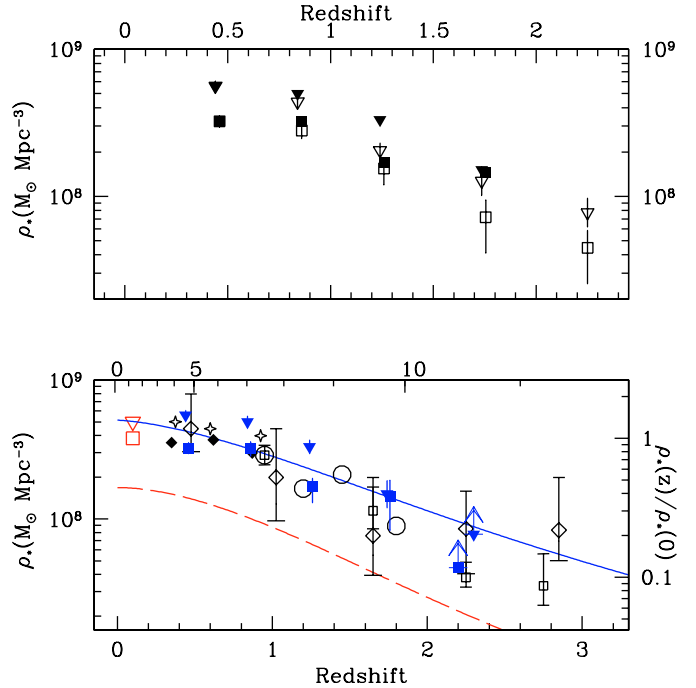 Redshift
0 0.5 1 1.5 2
10⁹ 10⁹
ρ*(M⊙ Mpc⁻³)
10⁸ 10⁸
0 5 10
10⁹
1
ρ*(M⊙ Mpc⁻³)
ρ*(z)/ρ*(0)
10⁸
0.1
0 1 2 3
Redshift